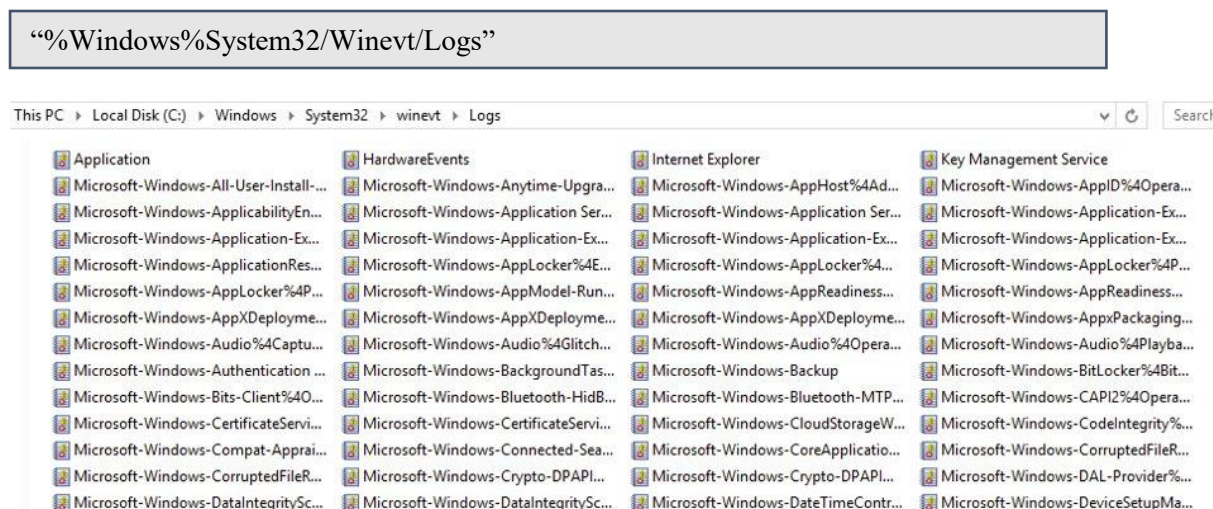 “%Windows%System32/Winevt/Logs”
This PC Local Disk (C:) Windows System32 winevt Logs Search
Application HardwareEvents Internet Explorer Key Management Service
Microsoft-Windows-All-User-Install-... Microsoft-Windows-Anytime-Upgra... Microsoft-Windows-AppHost%4Ad... Microsoft-Windows-AppID%4Opera...
Microsoft-Windows-ApplicabilityEn... Microsoft-Windows-Application Ser... Microsoft-Windows-Application Ser... Microsoft-Windows-Application-Ex...
Microsoft-Windows-Application-Ex... Microsoft-Windows-Application-Ex... Microsoft-Windows-Application-Ex... Microsoft-Windows-Application-Ex...
Microsoft-Windows-ApplicationRes... Microsoft-Windows-AppLocker%4E... Microsoft-Windows-AppLocker%4... Microsoft-Windows-AppLocker%4P...
Microsoft-Windows-AppLocker%4P... Microsoft-Windows-AppModel-Run... Microsoft-Windows-AppReadiness... Microsoft-Windows-AppReadiness...
Microsoft-Windows-AppXDeployme... Microsoft-Windows-AppXDeployme... Microsoft-Windows-AppXDeployme... Microsoft-Windows-AppxPackaging...
Microsoft-Windows-Audio%4Captu... Microsoft-Windows-Audio%4Glitch... Microsoft-Windows-Audio%4Opera... Microsoft-Windows-Audio%4Playba...
Microsoft-Windows-Authentication ... Microsoft-Windows-BackgroundTas... Microsoft-Windows-Backup Microsoft-Windows-BitLocker%4Bit...
Microsoft-Windows-Bits-Client%4O... Microsoft-Windows-Bluetooth-HidB... Microsoft-Windows-Bluetooth-MTP... Microsoft-Windows-CAPI2%4Opera...
Microsoft-Windows-CertificateServi... Microsoft-Windows-CertificateServi... Microsoft-Windows-CloudStorageW... Microsoft-Windows-CodeIntegrity%...
Microsoft-Windows-Compat-Apprai... Microsoft-Windows-Connected-Sea... Microsoft-Windows-CoreApplicatio... Microsoft-Windows-CorruptedFileR...
Microsoft-Windows-CorruptedFileR... Microsoft-Windows-Crypto-DPAPI... Microsoft-Windows-Crypto-DPAPI... Microsoft-Windows-DAL-Provider%...
Microsoft-Windows-DataIntegritySc... Microsoft-Windows-DataIntegritySc... Microsoft-Windows-DateTimeContr... Microsoft-Windows-DeviceSetupMa...